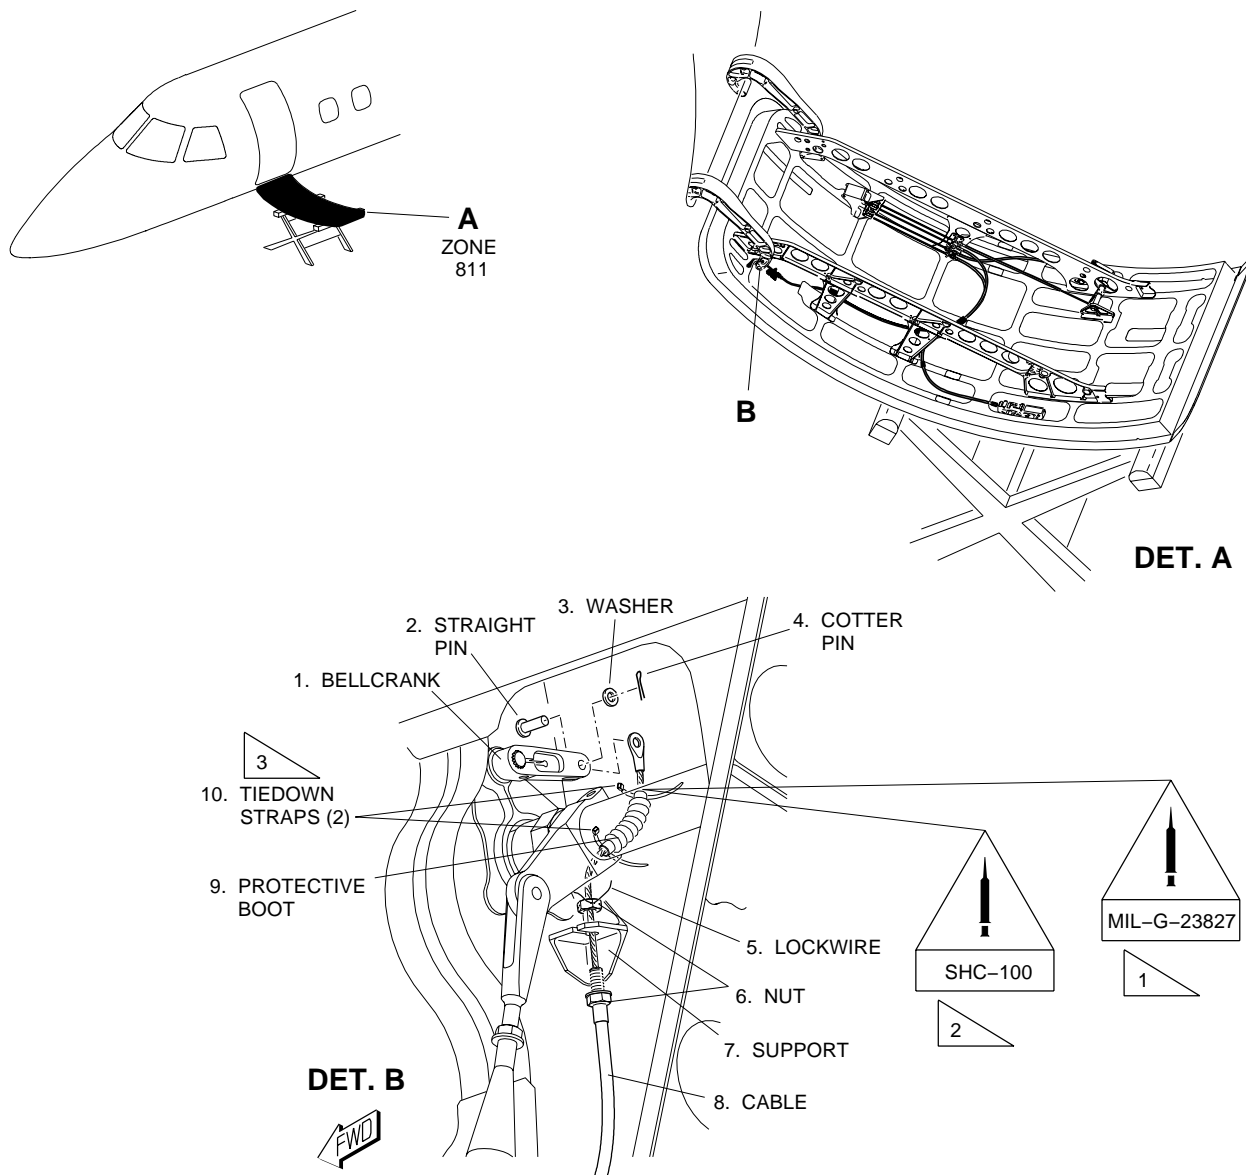 A
ZONE
811
B
DET. A
3. WASHER
2. STRAIGHT
PIN
4. COTTER
PIN
1. BELLCRANK
3
10. TIEDOWN
STRAPS (2)
9. PROTECTIVE
BOOT
MIL–G–23827
5. LOCKWIRE
SHC–100
1
6. NUT
2
7. SUPPORT
DET. B
8. CABLE
FWD